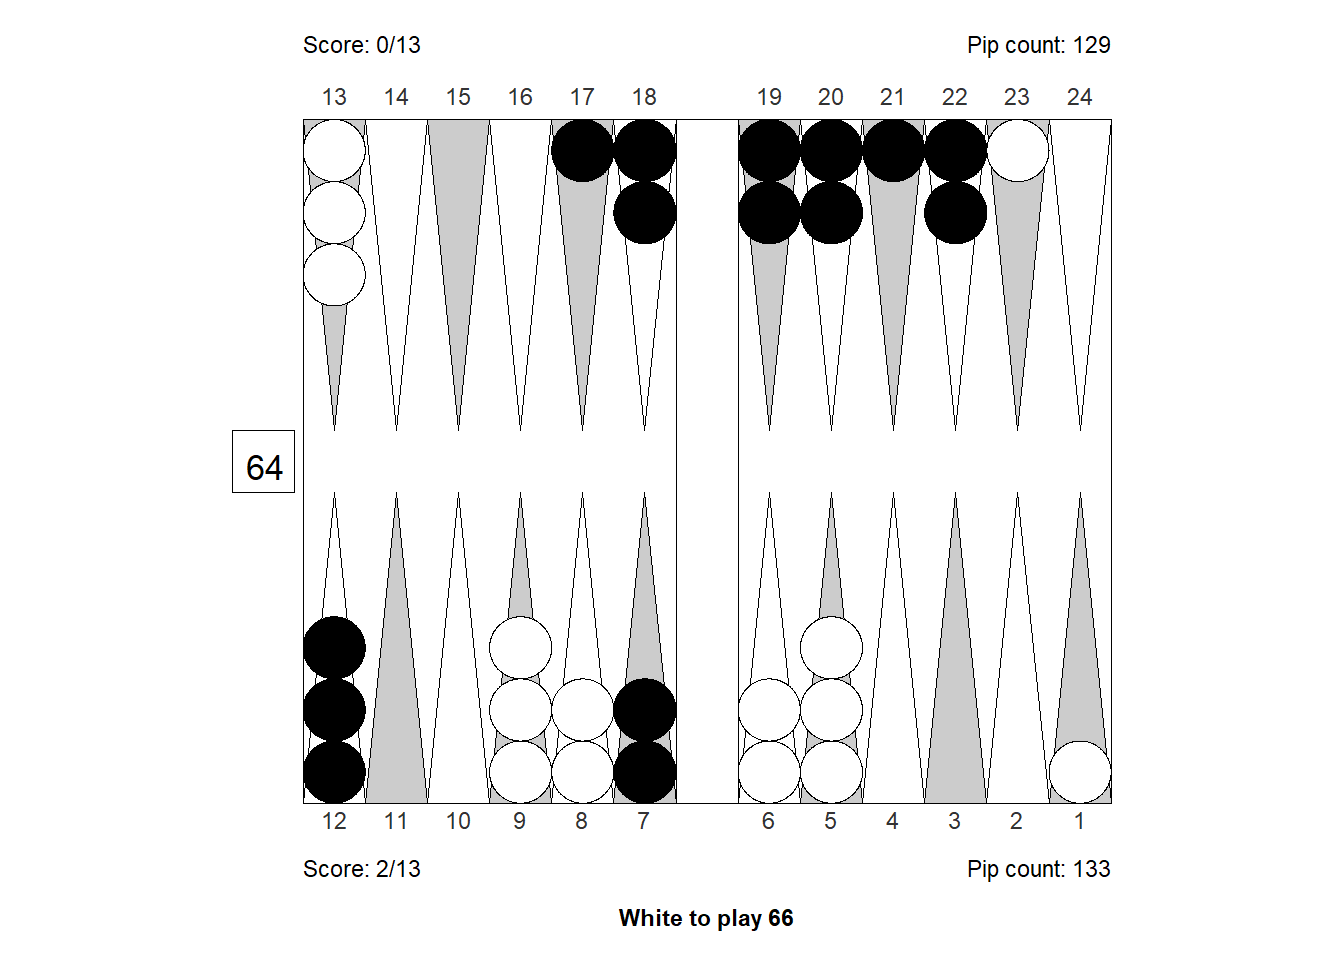 Score: 0/13 Pip count: 129
13 14 15 16 17 18 19 20 21 22 23 24
64
12 11 10 9 8 7 6 5 4 3 2 1
Score: 2/13 Pip count: 133
White to play 66